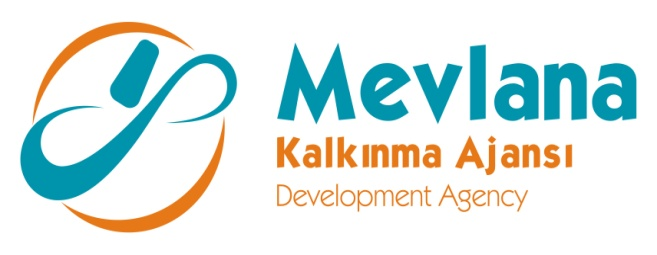 Mevlana
Kalkınma Ajansı
Development Agency